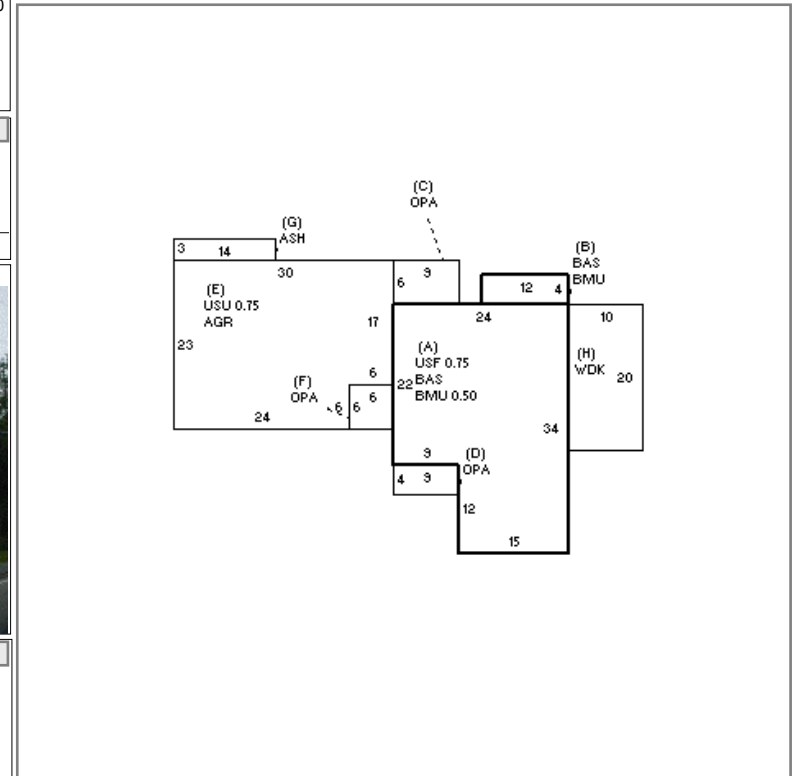 (C)
OPA
(G)
ASH
3
14
(B)
BAS
BMU
30
9
6
12 4
(E)
USU 0.75
AGR
17
24
10
23
(A)
USF 0.75
BAS
BMU 0.50
22
(H)
WDK
20
6
(F)
OPA
6 6
6
24
34
9
(D)
OPA
4 9
12
15